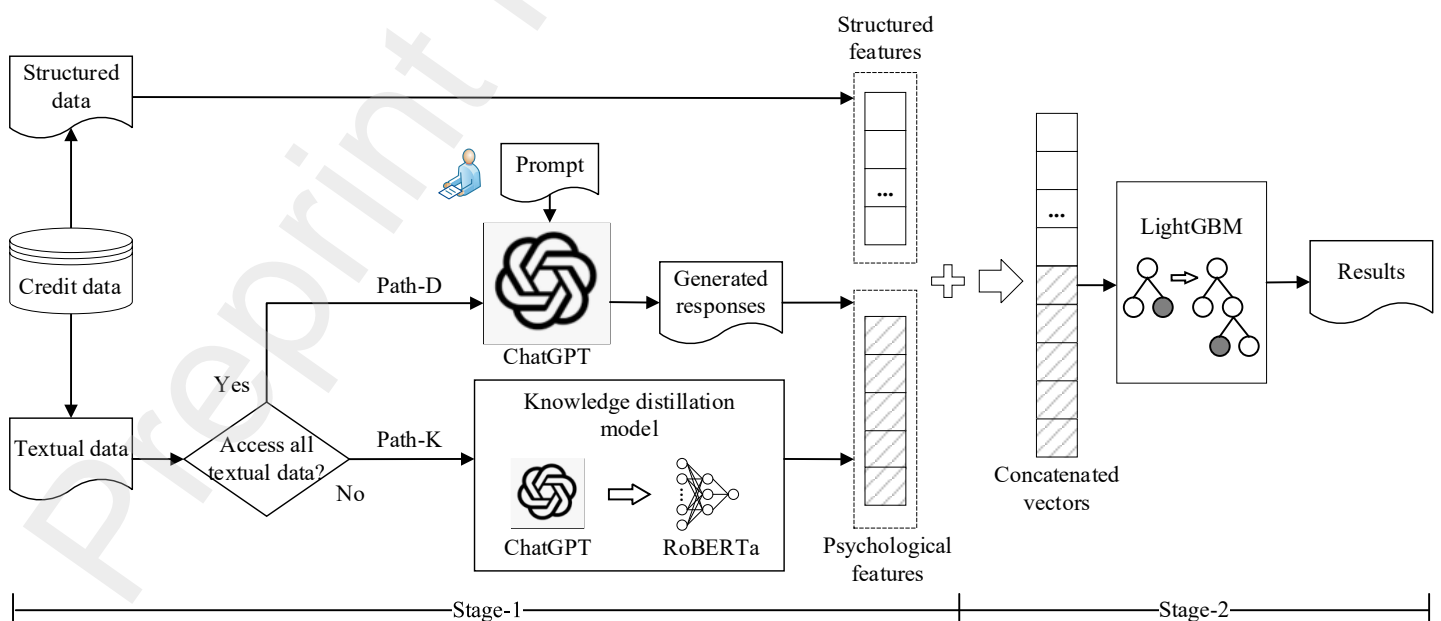 Structured
data
Credit data
Textual data
Access all
textual data?
Yes
No
Path-D
Path-K
Prompt
ChatGPT
Generated
responses
Knowledge distillation
model
ChatGPT
RoBERTa
Structured
features
...
Psychological
features
...
Concatenated
vectors
LightGBM
Results
Stage-1
Stage-2
Preprint